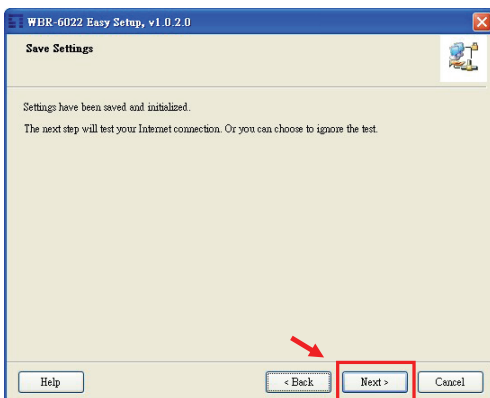 WBR-6022 Easy Setup, v1.0.2.0
Save Settings
Settings have been saved and initialized.
The next step will test your Internet connection. Or you can choose to ignore the test.
Help
< Back
Next >
Cancel